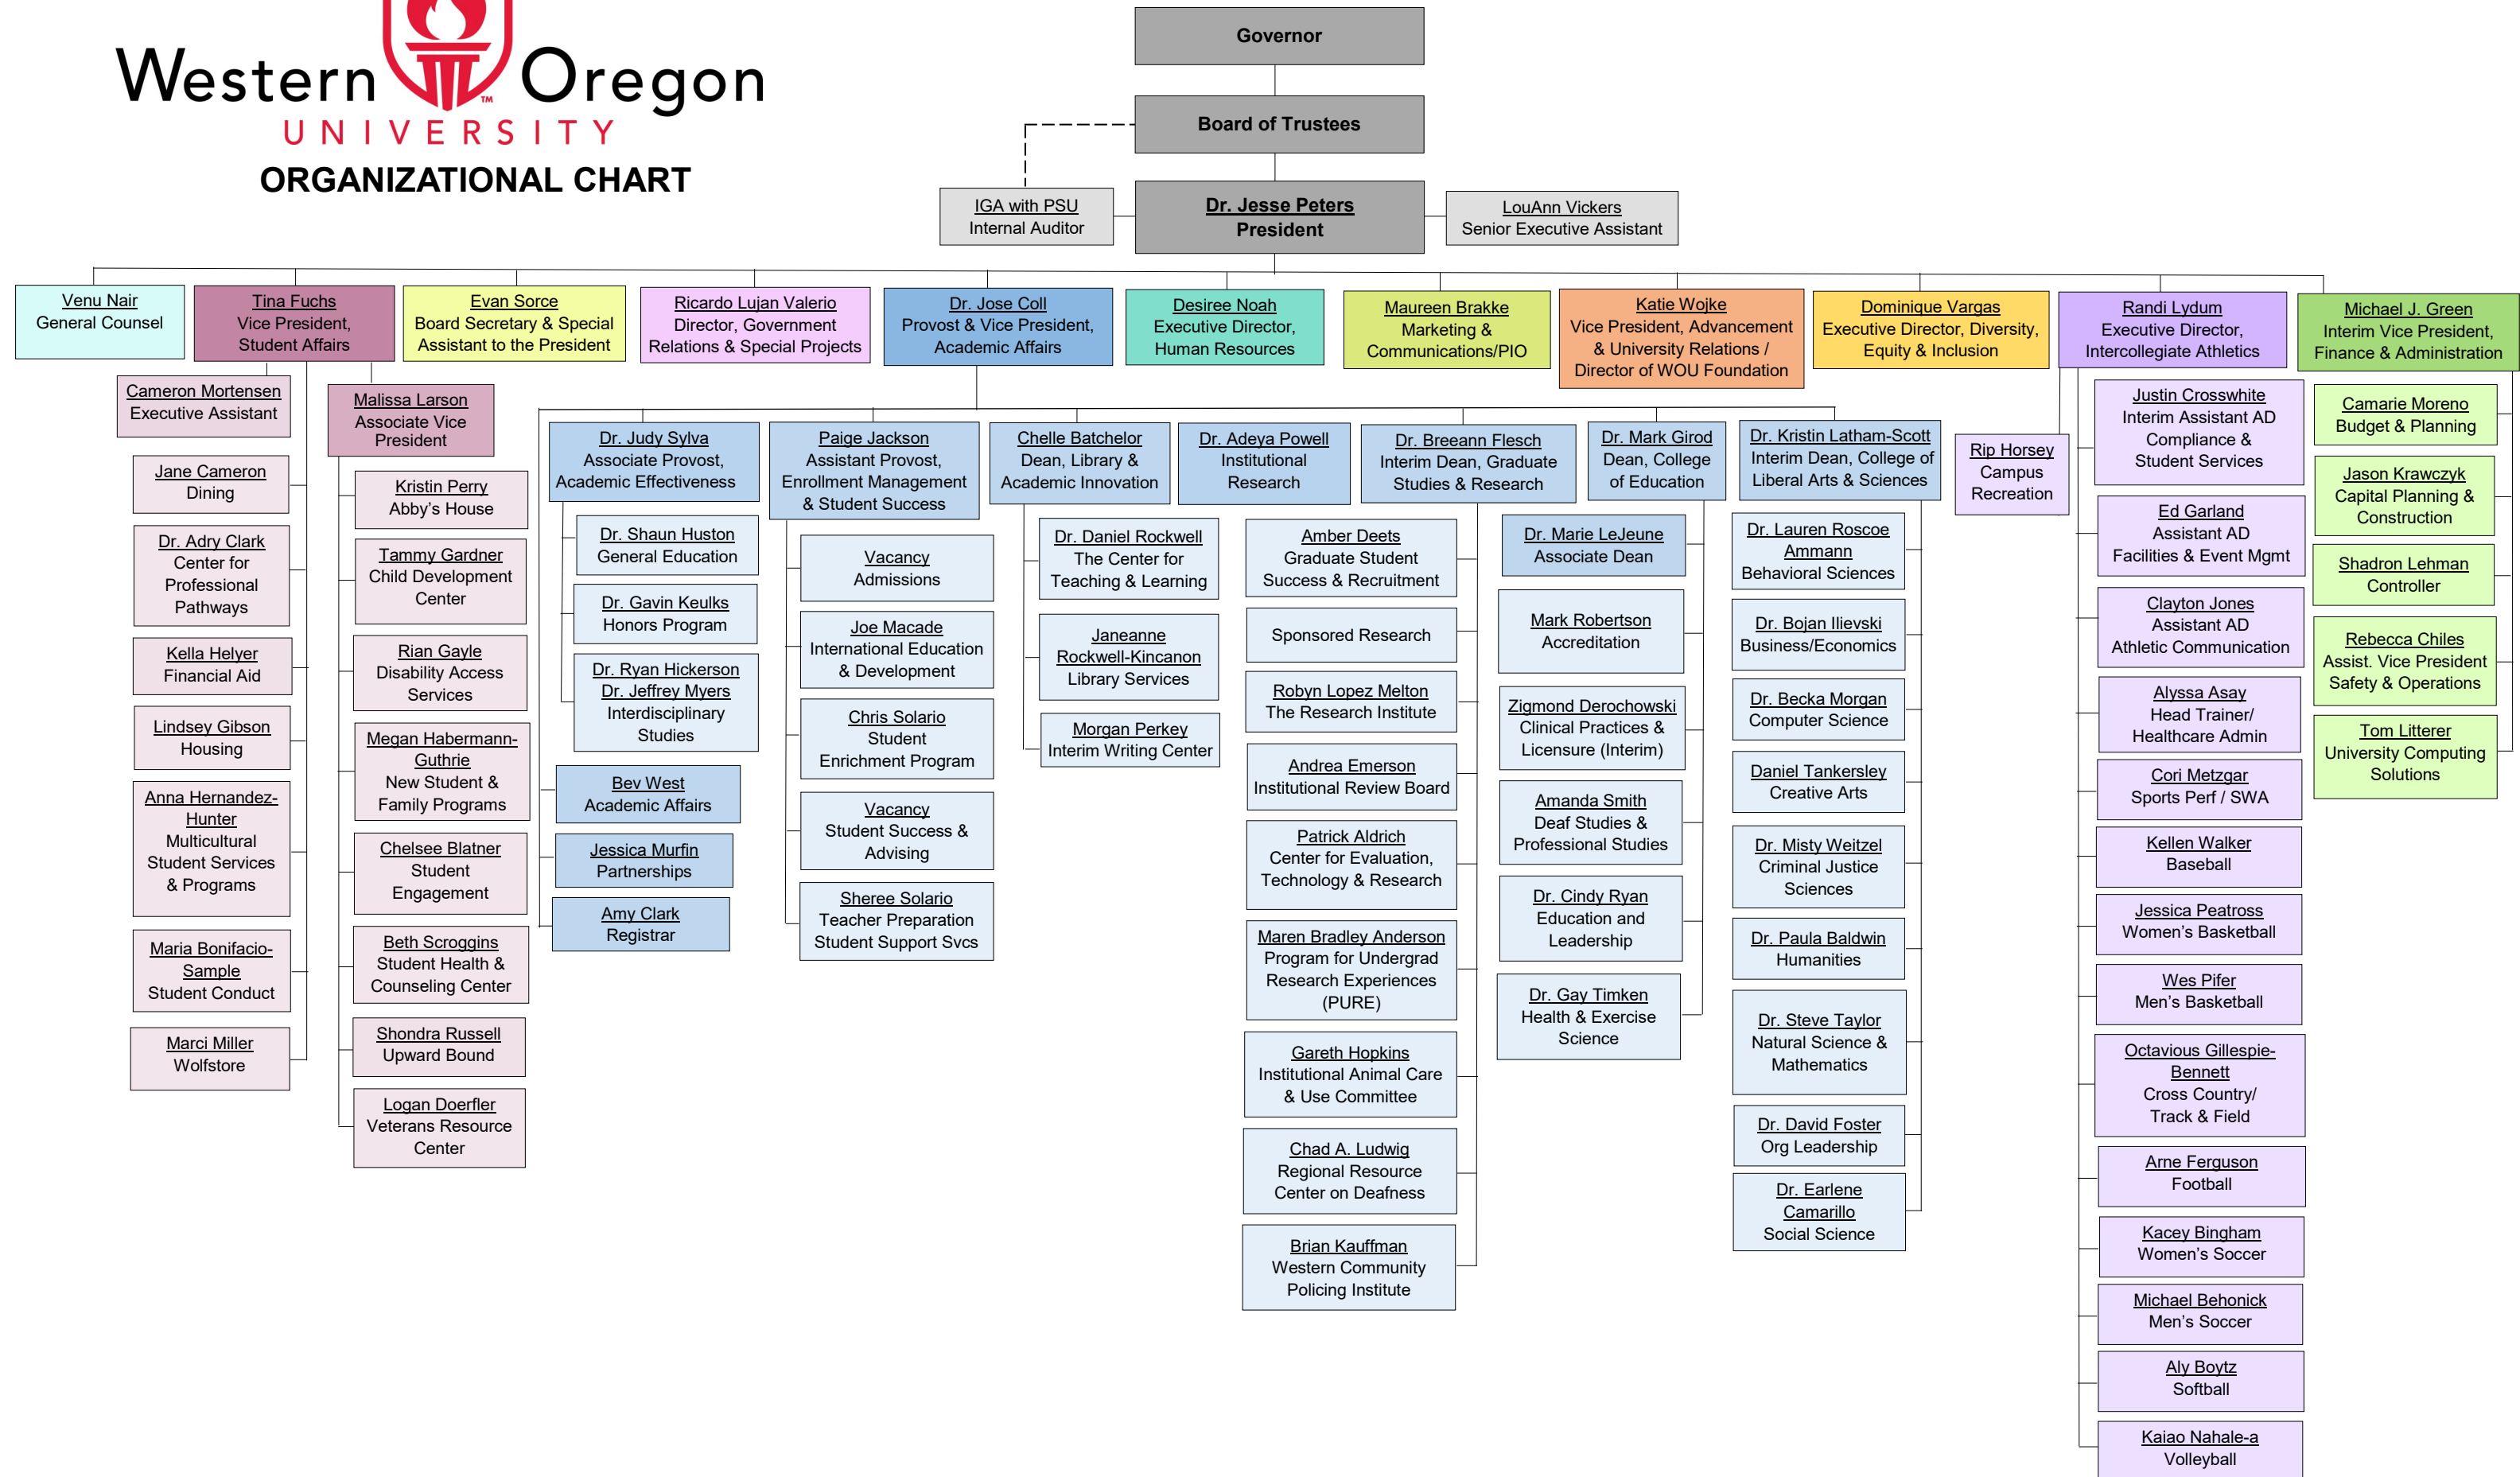 Western Oregon
UNIVERSITY
TM
ORGANIZATIONAL CHART
Governor
Board of Trustees
IGA with PSU
Internal Auditor
Dr. Jesse Peters
President
LouAnn Vickers
Senior Executive Assistant
Venu Nair
General Counsel
Tina Fuchs
Vice President,
Student Affairs
Evan Sorce
Board Secretary & Special
Assistant to the President
Ricardo Lujan Valerio
Director, Government
Relations & Special Projects
Dr. Jose Coll
Provost & Vice President,
Academic Affairs
Desiree Noah
Executive Director,
Human Resources
Maureen Brakke
Marketing &
Communications/PIO
Katie Wojke
Vice President, Advancement
& University Relations /
Director of WOU Foundation
Dominique Vargas
Executive Director, Diversity,
Equity & Inclusion
Randi Lydum
Executive Director,
Intercollegiate Athletics
Michael J. Green
Interim Vice President,
Finance & Administration
Cameron Mortensen
Executive Assistant
Jane Cameron
Dining
Dr. Adry Clark
Center for
Professional
Pathways
Kella Helyer
Financial Aid
Lindsey Gibson
Housing
Anna Hernandez-
Hunter
Multicultural
Student Services
& Programs
Maria Bonifacio-
Sample
Student Conduct
Marci Miller
Wolfstore
Malissa Larson
Associate Vice
President
Kristin Perry
Abby’s House
Tammy Gardner
Child Development
Center
Rian Gayle
Disability Access
Services
Megan Habermann-
Guthrie
New Student &
Family Programs
Chelsee Blatner
Student
Engagement
Beth Scroggins
Student Health &
Counseling Center
Shondra Russell
Upward Bound
Logan Doerfler
Veterans Resource
Center
Dr. Judy Sylva
Associate Provost,
Academic Effectiveness
Dr. Shaun Huston
General Education
Dr. Gavin Keulks
Honors Program
Dr. Ryan Hickerson
Dr. Jeffrey Myers
Interdisciplinary
Studies
Bev West
Academic Affairs
Jessica Murfin
Partnerships
Amy Clark
Registrar
Paige Jackson
Assistant Provost,
Enrollment Management
& Student Success
Vacancy
Admissions
Joe Macade
International Education
& Development
Chris Solario
Student
Enrichment Program
Vacancy
Student Success &
Advising
Sheree Solario
Teacher Preparation
Student Support Svcs
Chelle Batchelor
Dean, Library &
Academic Innovation
Dr. Daniel Rockwell
The Center for
Teaching & Learning
Janeanne
Rockwell-Kincanon
Library Services
Morgan Perkey
Interim Writing Center
Dr. Adeya Powell
Institutional
Research
Dr. Breeann Flesch
Interim Dean, Graduate
Studies & Research
Amber Deets
Graduate Student
Success & Recruitment
Sponsored Research
Robyn Lopez Melton
The Research Institute
Andrea Emerson
Institutional Review Board
Patrick Aldrich
Center for Evaluation,
Technology & Research
Maren Bradley Anderson
Program for Undergrad
Research Experiences
(PURE)
Gareth Hopkins
Institutional Animal Care
& Use Committee
Chad A. Ludwig
Regional Resource
Center on Deafness
Brian Kauffman
Western Community
Policing Institute
Dr. Mark Girod
Dean, College
of Education
Dr. Marie LeJeune
Associate Dean
Mark Robertson
Accreditation
Zigmond Derochowski
Clinical Practices &
Licensure (Interim)
Amanda Smith
Deaf Studies &
Professional Studies
Dr. Cindy Ryan
Education and
Leadership
Dr. Gay Timken
Health & Exercise
Science
Dr. Kristin Latham-Scott
Interim Dean, College of
Liberal Arts & Sciences
Dr. Lauren Roscoe
Ammann
Behavioral Sciences
Dr. Bojan Ilievski
Business/Economics
Dr. Becka Morgan
Computer Science
Daniel Tankersley
Creative Arts
Dr. Misty Weitzel
Criminal Justice
Sciences
Dr. Paula Baldwin
Humanities
Dr. Steve Taylor
Natural Science &
Mathematics
Dr. David Foster
Org Leadership
Dr. Earlene
Camarillo
Social Science
Rip Horsey
Campus
Recreation
Justin Crosswhite
Interim Assistant AD
Compliance &
Student Services
Ed Garland
Assistant AD
Facilities & Event Mgmt
Clayton Jones
Assistant AD
Athletic Communication
Alyssa Asay
Head Trainer/
Healthcare Admin
Cori Metzgar
Sports Perf / SWA
Kellen Walker
Baseball
Jessica Peatross
Women’s Basketball
Wes Pifer
Men’s Basketball
Octavious Gillespie-
Bennett
Cross Country/
Track & Field
Arne Ferguson
Football
Kacey Bingham
Women’s Soccer
Michael Behonick
Men’s Soccer
Aly Boytz
Softball
Kaiao Nahale-a
Volleyball
Camarie Moreno
Budget & Planning
Jason Krawczyk
Capital Planning &
Construction
Shadron Lehman
Controller
Rebecca Chiles
Assist. Vice President
Safety & Operations
Tom Litterer
University Computing
Solutions